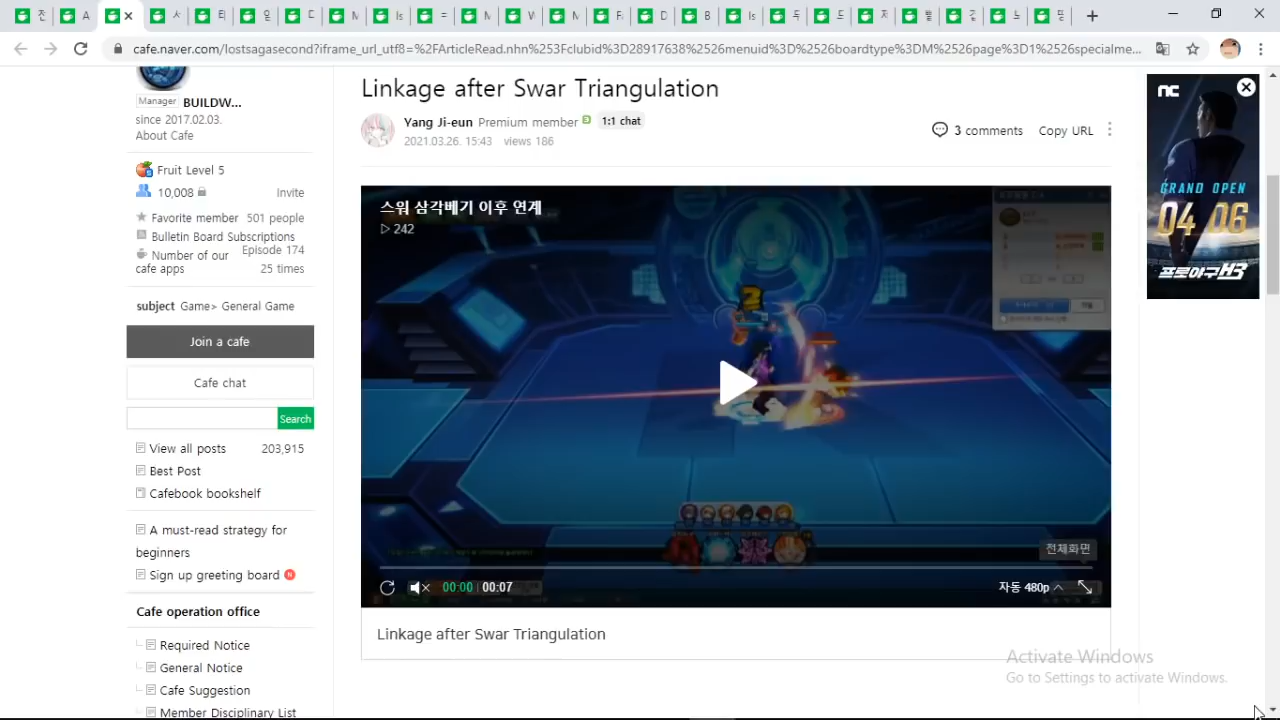 cafe.naver.com/lostsagasecond?iframe_url_utf8=%2FArticleRead.nhn%253Fclubid%3D28917638%2526menuid%3D%2526boardtype%3DM%2526page%3D1%2526specialme...
Manager BUILDW...
since 2017.02.03.
About Cafe
Fruit Level 5
10,008 Invite
Favorite member 501 people
Bulletin Board Subscriptions
Number of our cafe apps
Episode 174
25 times
subject Game> General Game
Join a cafe
Cafe chat
Search
View all posts 203,915
Best Post
Cafebook bookshelf
A must-read strategy for
beginners
Sign up greeting board
Cafe operation office
Required Notice
General Notice
Cafe Suggestion
Member Disciplinary List
Linkage after Swar Triangulation
Yang Ji-eun Premium member 1:1 chat
2021.03.26. 15:43 views 186
3 comments Copy URL
스워 삼각베기 이후 연계
242
전체화면
00:00 00:07
자동 480p
Linkage after Swar Triangulation
nc
GRAND OPEN
04 06
프로야구H3
Activate Windows
Go to Settings to activate Windows.